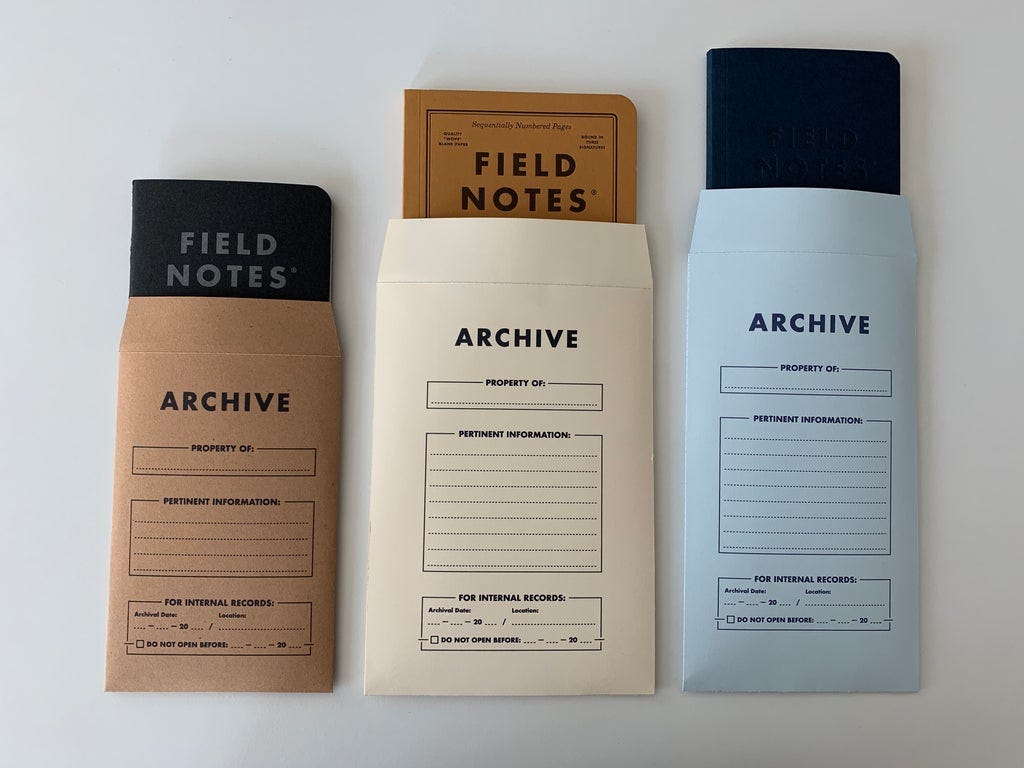 FIELD
NOTES®
ARCHIVE
PROPERTY OF:
PERTINENT INFORMATION:
FOR INTERNAL RECORDS:
Archival Date: Location:
.... – .... – 20 .... /
DO NOT OPEN BEFORE: .... – .... – 20 ....
Sequentially Numbered Pages
QUALITY
"WOVE"
BLANK PAPER
BOUND IN
THREE
SIGNATURES
FIELD
NOTES®
ARCHIVE
PROPERTY OF:
PERTINENT INFORMATION:
FOR INTERNAL RECORDS:
Archival Date: Location:
.... – .... – 20 .... /
DO NOT OPEN BEFORE: .... – .... – 20 ....
FIELD
NOTES®
ARCHIVE
PROPERTY OF:
PERTINENT INFORMATION:
FOR INTERNAL RECORDS:
Archival Date: Location:
.... – .... – 20 .... /
DO NOT OPEN BEFORE: .... – .... – 20 ....